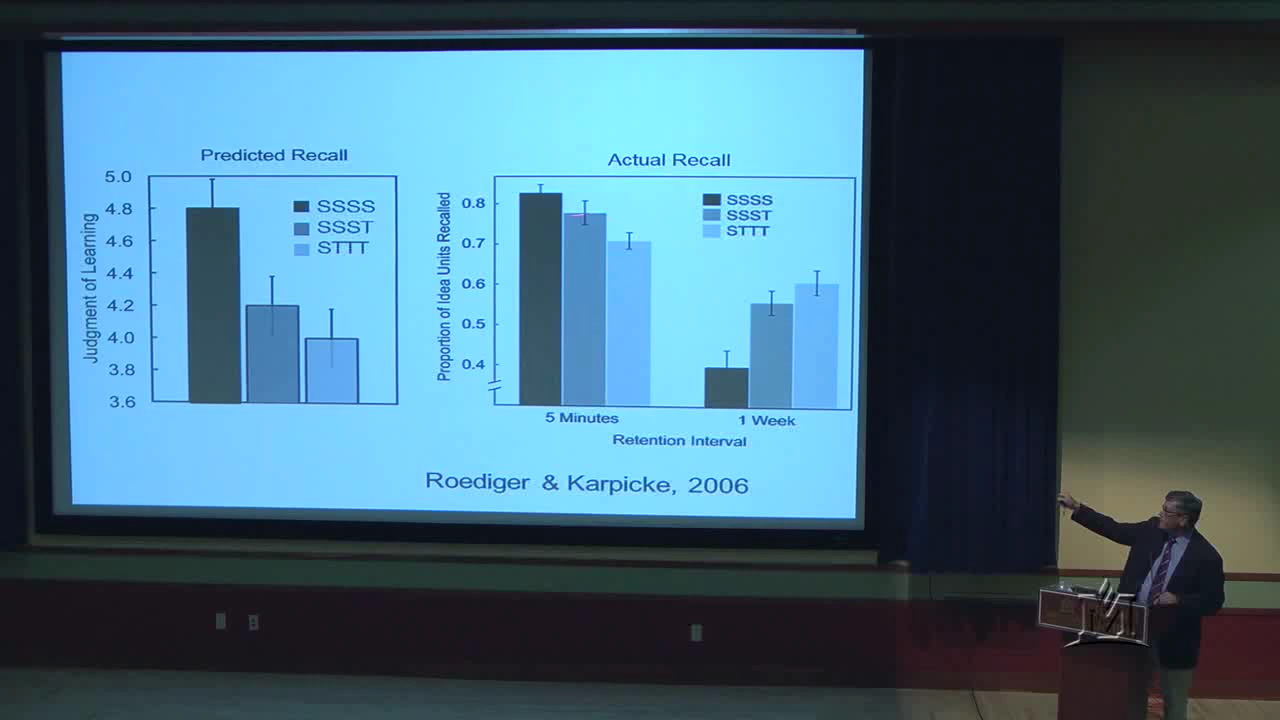 Predicted Recall
Judgment of Learning
5.0
4.8
4.6
4.4
4.2
4.0
3.8
3.6
SSSS
SSST
STTT
Actual Recall
Proportion of Idea Units Recalled
0.8
0.7
0.6
0.5
0.4
SSSS
SSST
STTT
5 Minutes
1 Week
Retention Interval
Roediger & Karpicke, 2006